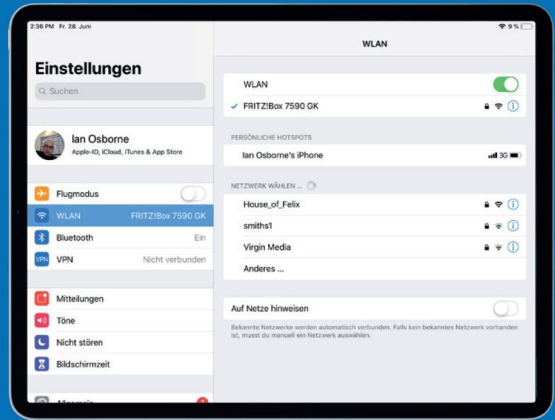 2:36 PM Fr. 28. Juni
9 %
WLAN
Einstellungen
Suchen
Ian Osborne
Apple-ID, iCloud, iTunes & App Store
Flugmodus
WLAN FRITZ!Box 7590 GK
Bluetooth Ein
VPN VPN Nicht verbunden
Mitteilungen
Töne
Nicht stören
Bildschirmzeit
Allgemein
WLAN
FRITZ!Box 7590 GK
PERSÖNLICHE HOTSPOTS
Ian Osborne's iPhone 3G
NETZWERK WÄHLEN ...
House_of_Felix
smiths1
Virgin Media
Anderes ...
Auf Netze hinweisen
Bekannte Netzwerke werden automatisch verbunden. Falls kein bekanntes Netzwerk vorhanden
ist, musst du manuell ein Netzwerk auswählen.